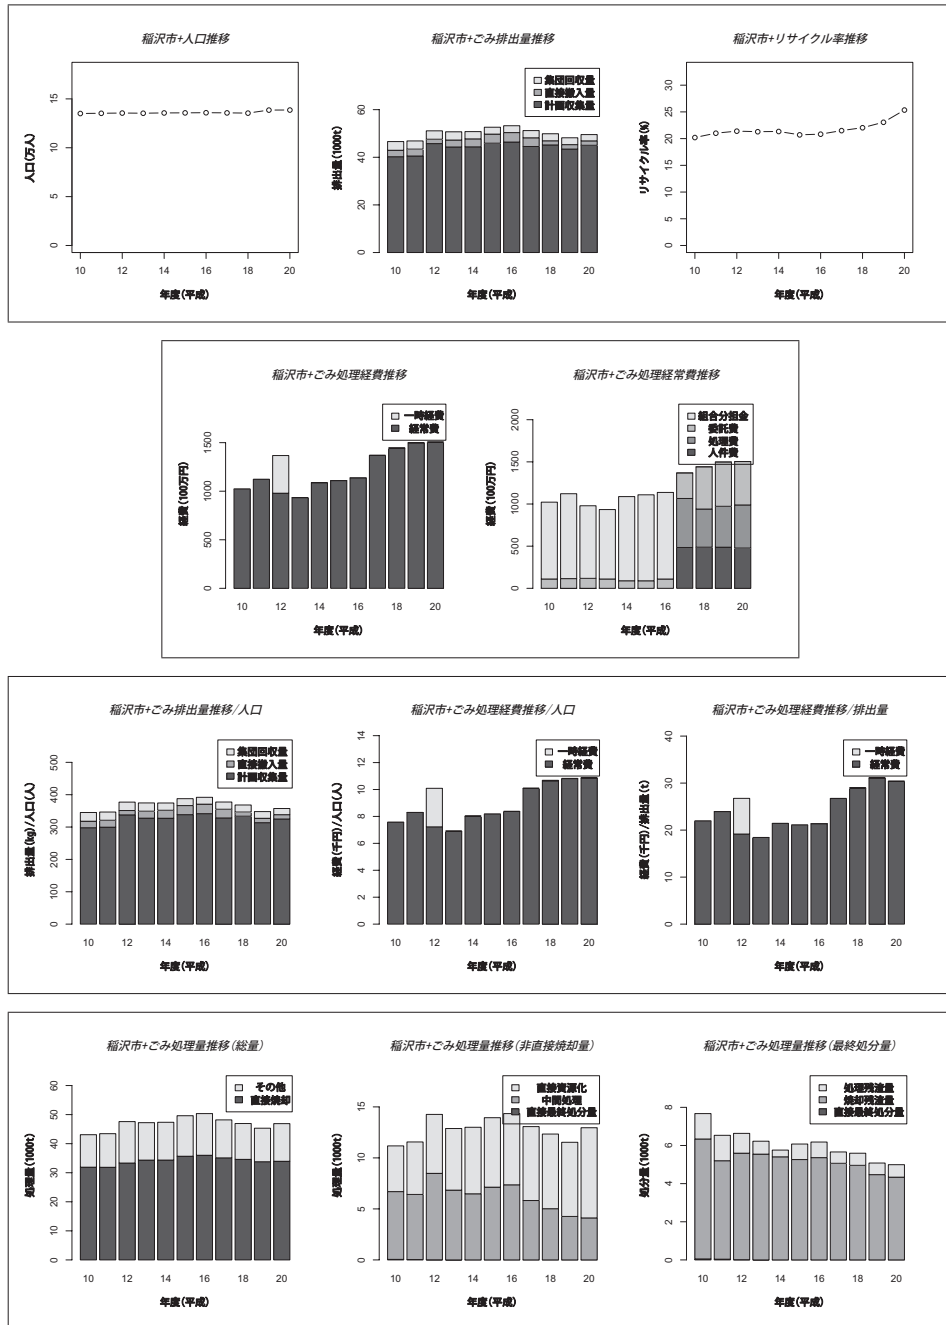 稲沢市+人口推移
人口(万人)
0 5 10 15
10 12 14 16 18 20
年度(平成)
稲沢市+ごみ排出量推移
集団回収量
直接搬入量
計画収集量
排出量(1000t)
0 20 40 60
10 12 14 16 18 20
年度(平成)
稲沢市+リサイクル率推移
リサイクル率(%)
0 5 10 15 20 25 30
10 12 14 16 18 20
年度(平成)
稲沢市+ごみ処理経費推移
一時経費
経常費
経費(100万円)
0 500 1000 1500
10 12 14 16 18 20
年度(平成)
稲沢市+ごみ処理経常費推移
組合分担金
委託費
処理費
人件費
経費(100万円)
0 500 1000 1500 2000
10 12 14 16 18 20
年度(平成)
稲沢市+ごみ排出量推移/人口
集団回収量
直接搬入量
計画収集量
排出量(kg)/人口(人)
0 100 200 300 400 500
10 12 14 16 18 20
年度(平成)
稲沢市+ごみ処理経費推移/人口
一時経費
経常費
経費(千円)/人口(人)
0 2 4 6 8 10 12 14
10 12 14 16 18 20
年度(平成)
稲沢市+ごみ処理経費推移/排出量
一時経費
経常費
経費(千円)/排出量(t)
0 10 20 30 40
10 12 14 16 18 20
年度(平成)
稲沢市+ごみ処理量推移(総量)
その他
直接焼却
処理量(1000t)
0 10 20 30 40 50 60
10 12 14 16 18 20
年度(平成)
稲沢市+ごみ処理量推移(非直接焼却量)
直接資源化
中間処理
直接最終処分量
処理量(1000t)
0 5 10 15
10 12 14 16 18 20
年度(平成)
稲沢市+ごみ処理量推移(最終処分量)
処理残渣量
焼却残渣量
直接最終処分量
処分量(1000t)
0 2 4 6 8
10 12 14 16 18 20
年度(平成)